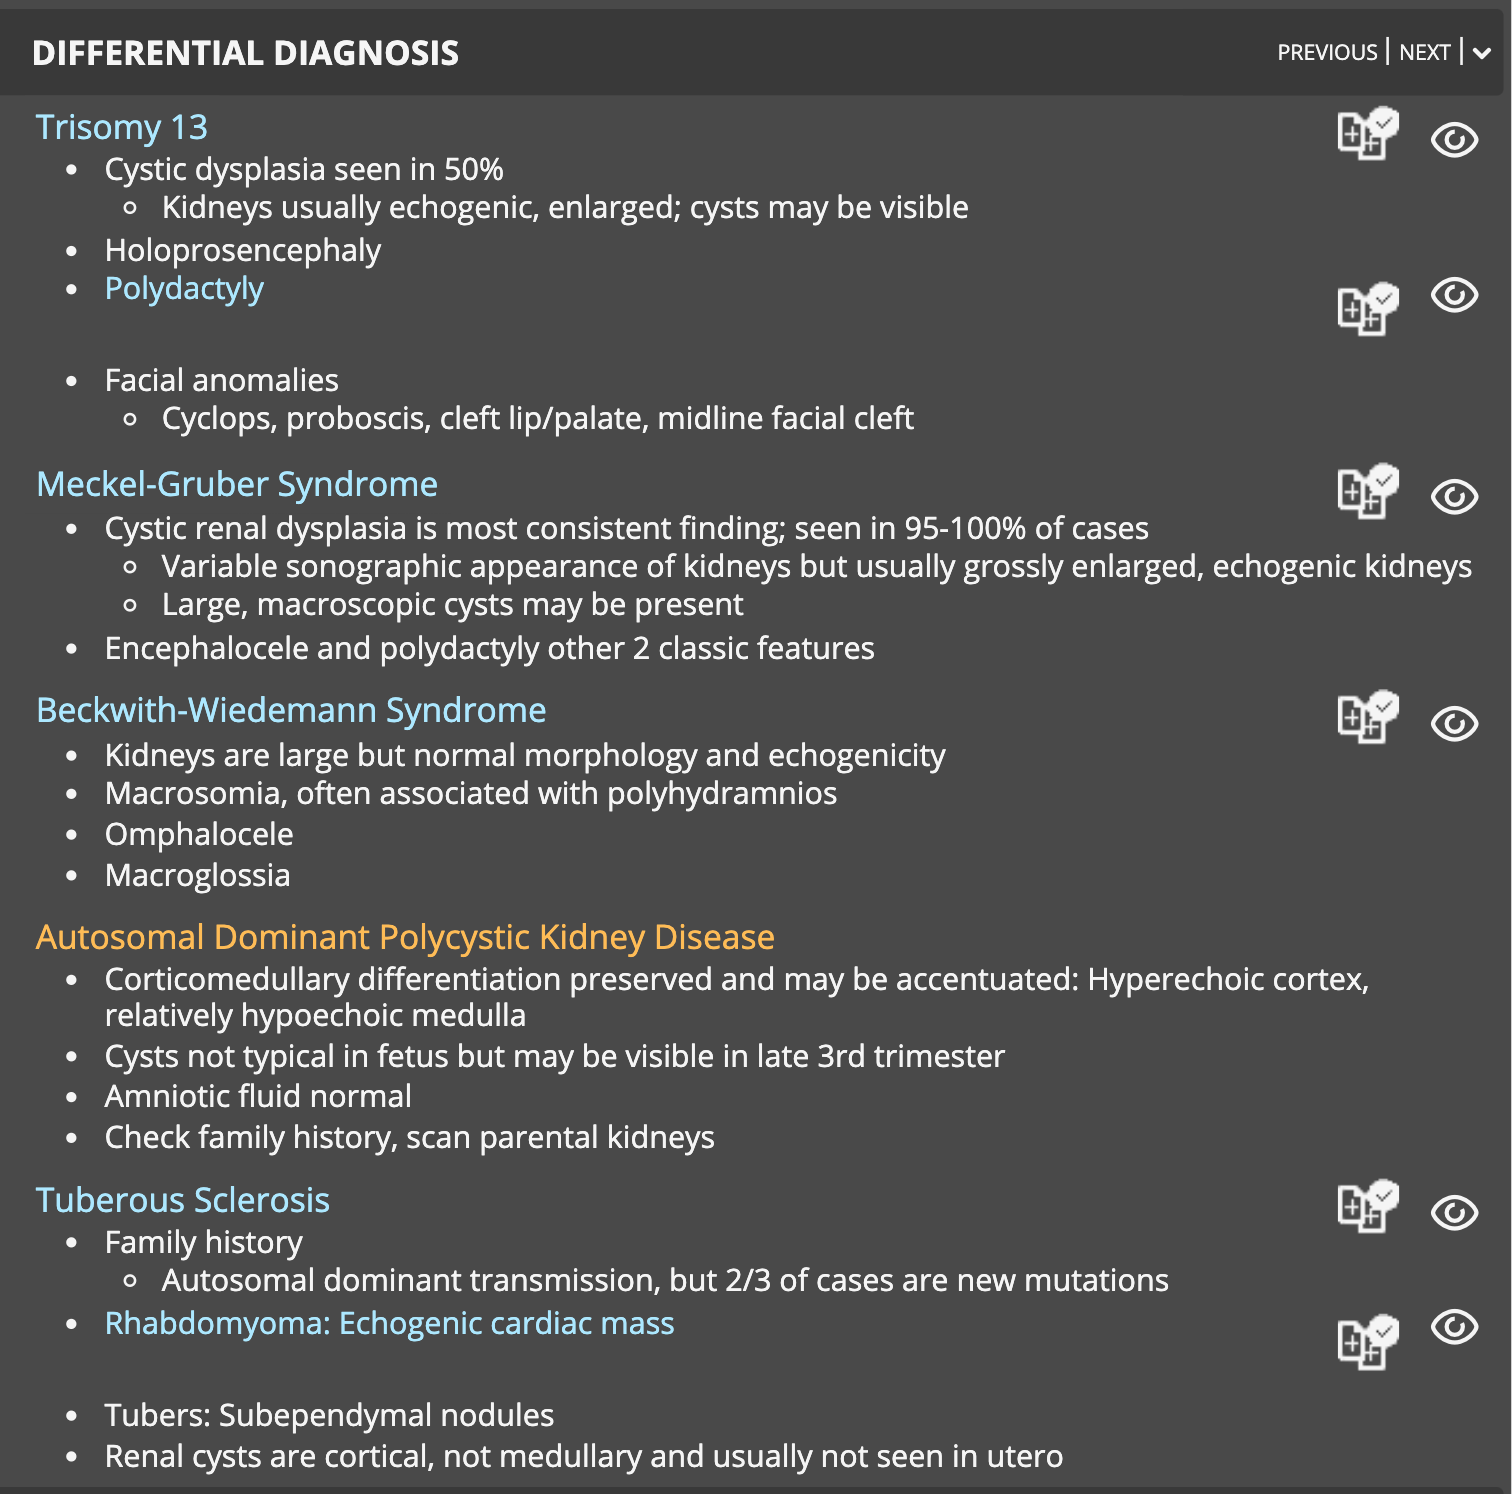 DIFFERENTIAL DIAGNOSIS
PREVIOUS | NEXT |
Trisomy 13
Cystic dysplasia seen in 50%
Kidneys usually echogenic, enlarged; cysts may be visible
Holoprosencephaly
Polydactyly
Facial anomalies
Cyclops, proboscis, cleft lip/palate, midline facial cleft
Meckel-Gruber Syndrome
Cystic renal dysplasia is most consistent finding; seen in 95-100% of cases
Variable sonographic appearance of kidneys but usually grossly enlarged, echogenic kidneys
Large, macroscopic cysts may be present
Encephalocele and polydactyly other 2 classic features
Beckwith-Wiedemann Syndrome
Kidneys are large but normal morphology and echogenicity
Macrosomia, often associated with polyhydramnios
Omphalocele
Macroglossia
Autosomal Dominant Polycystic Kidney Disease
Corticomedullary differentiation preserved and may be accentuated: Hyperechoic cortex,
relatively hypoechoic medulla
Cysts not typical in fetus but may be visible in late 3rd trimester
Amniotic fluid normal
Check family history, scan parental kidneys
Tuberous Sclerosis
Family history
Autosomal dominant transmission, but 2/3 of cases are new mutations
Rhabdomyoma: Echogenic cardiac mass
Tubers: Subependymal nodules
Renal cysts are cortical, not medullary and usually not seen in utero